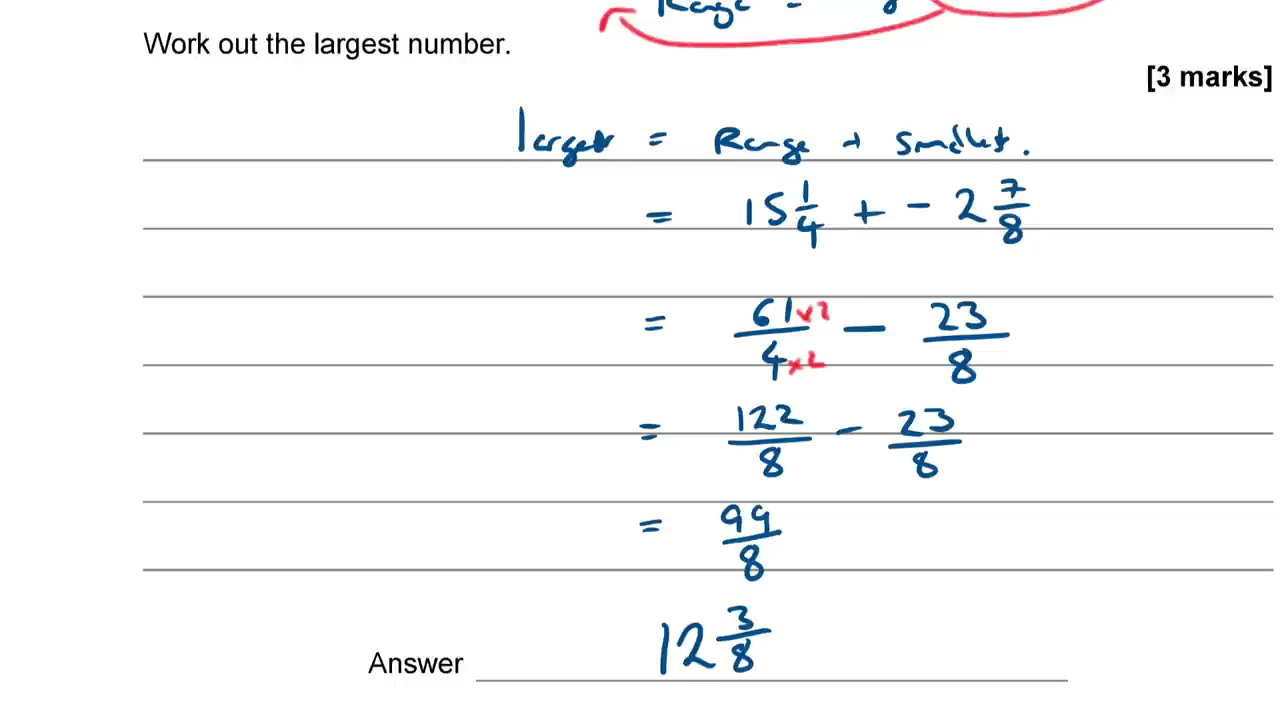 Range =
Work out the largest number.
[3 marks]
largest = Range + Smallest.
= 15 1/4 + - 2 7/8
= 61×2/4×2 - 23/8
= 122/8 - 23/8
= 99/8
12 3/8
Answer